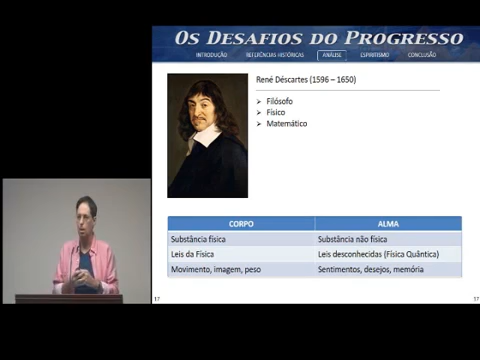 OS DESAFIOS DO PROGRESSO
INTRODUÇÃO REFERÊNCIAS HISTÓRICAS ANÁLISE ESPIRITISMO CONCLUSÃO
René Déscartes (1596 – 1650)
Filósofo
Físico
Matemático
CORPO ALMA
Substância física Substância não física
Leis da Física Leis desconhecidas (Física Quântica)
Movimento, imagem, peso Sentimentos, desejos, memória
17 17